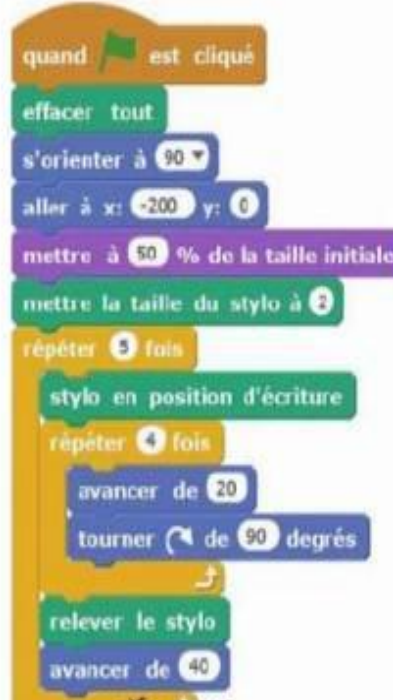 quand est cliqué
effacer tout
s'orienter à 90
aller à x: -200 y: 0
mettre à 50 % de la taille initiale
mettre la taille du stylo à 2
répéter 5 fois
stylo en position d'écriture
répéter 4 fois
avancer de 20
tourner de 90 degrés
relever le stylo
avancer de 40